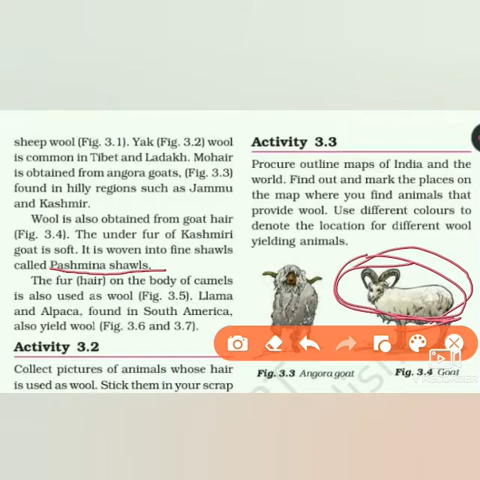 sheep wool (Fig. 3.1). Yak (Fig. 3.2) wool
is common in Tibet and Ladakh. Mohair
is obtained from angora goats, (Fig. 3.3)
found in hilly regions such as Jammu
and Kashmir.
Wool is also obtained from goat hair
(Fig. 3.4). The under fur of Kashmiri
goat is soft. It is woven into fine shawls
called Pashmina shawls.
The fur (hair) on the body of camels
is also used as wool (Fig. 3.5). Llama
and Alpaca, found in South America,
also yield wool (Fig. 3.6 and 3.7).
Activity 3.2
Collect pictures of animals whose hair
is used as wool. Stick them in your scrap
Activity 3.3
Procure outline maps of India and the
world. Find out and mark the places on
the map where you find animals that
provide wool. Use different colours to
denote the location for different wool
yielding animals.
Fig. 3.3 Angora goat
Fig. 3.4 Goat